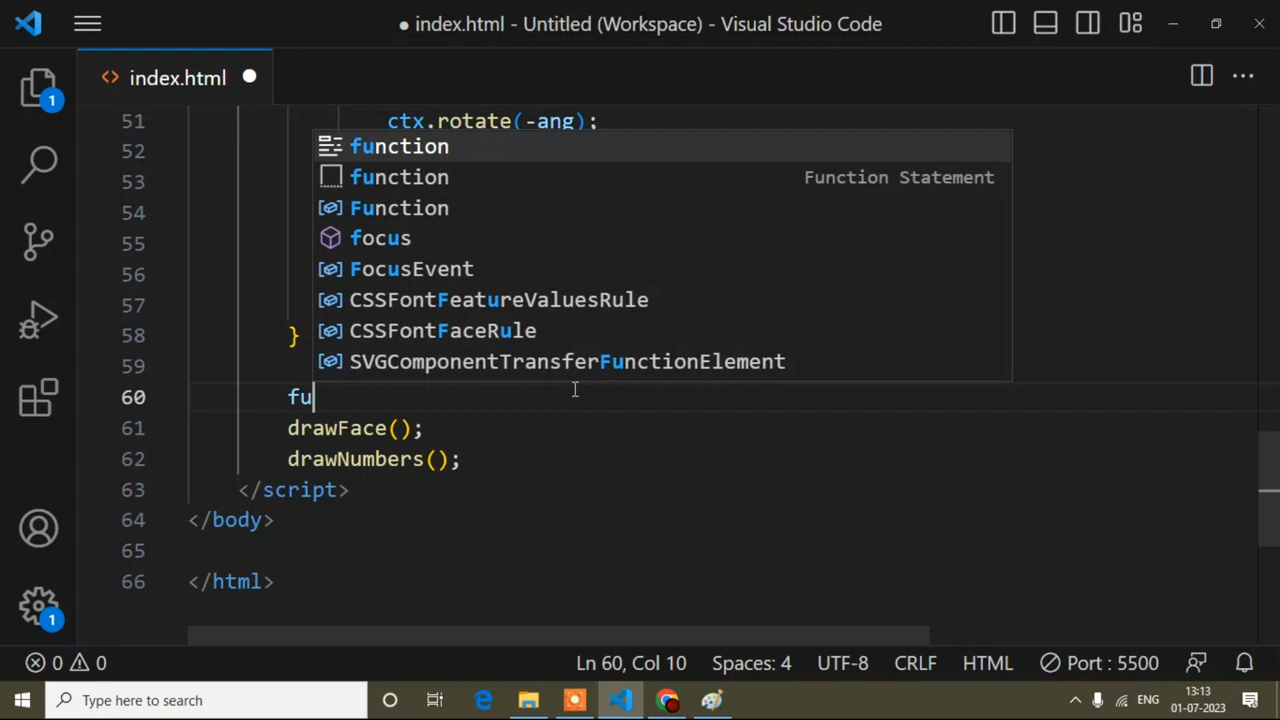 ● index.html - Untitled (Workspace) - Visual Studio Code
<> index.html
51 ctx.rotate(-ang);
52 function
53 function Function Statement
54 Function
55 focus
56 FocusEvent
57 CSSFontFeatureValuesRule
58 } CSSFontFaceRule
59 SVGComponentTransferFunctionElement
60 fu
61 drawFace();
62 drawNumbers();
63 </script>
64 </body>
65
66 </html>
1
1
0 0 Ln 60, Col 10 Spaces: 4 UTF-8 CRLF HTML Port : 5500
Type here to search ENG 13:13
01-07-2023